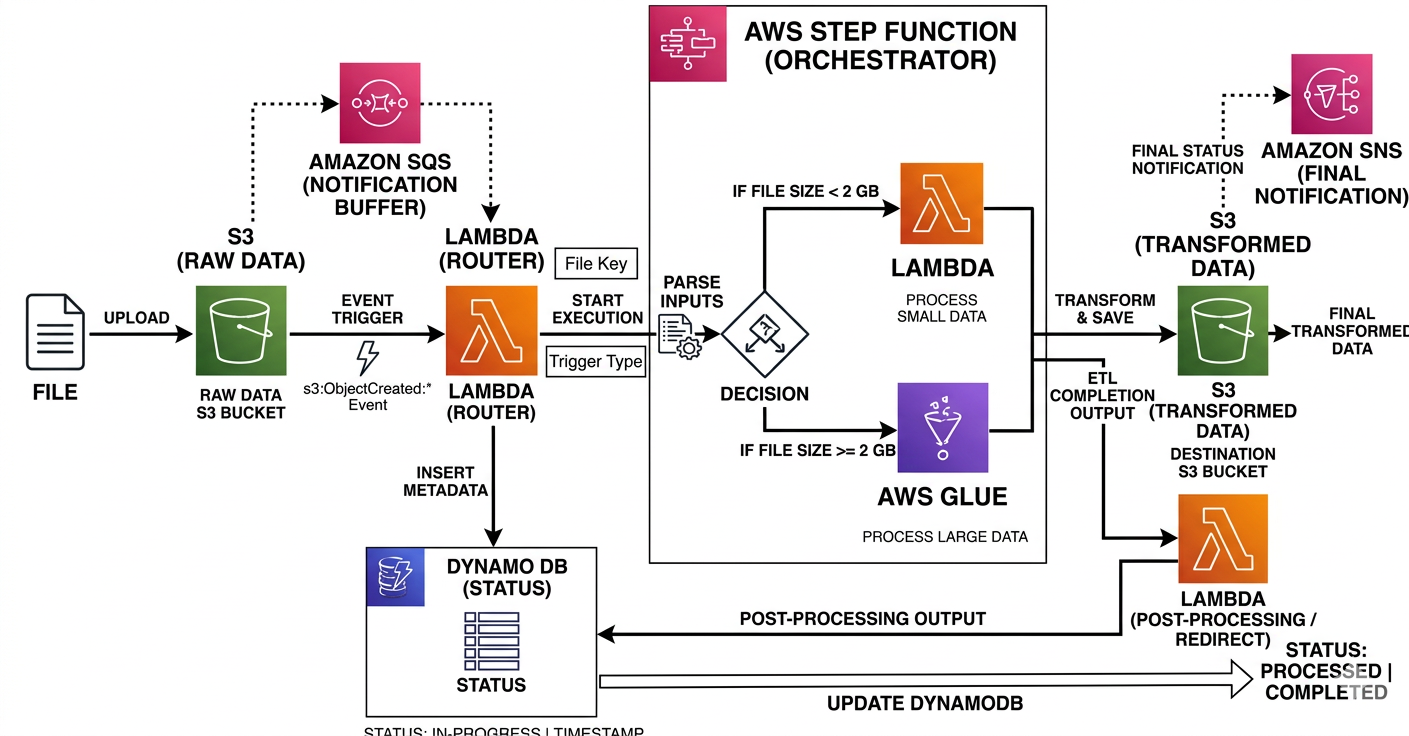 AWS STEP FUNCTION
(ORCHESTRATOR)
AMAZON SQS
(NOTIFICATION
BUFFER)
S3
(RAW DATA)
LAMBDA
(ROUTER)
File Key
FILE
UPLOAD
RAW DATA
S3 BUCKET
EVENT
TRIGGER
s3:ObjectCreated:*
Event
LAMBDA
(ROUTER)
START
EXECUTION
Trigger Type
PARSE
INPUTS
DECISION
IF FILE SIZE < 2 GB
LAMBDA
PROCESS
SMALL DATA
IF FILE SIZE >= 2 GB
AWS GLUE
PROCESS LARGE DATA
TRANSFORM
& SAVE
ETL
COMPLETION
OUTPUT
FINAL STATUS
NOTIFICATION
AMAZON SNS
(FINAL
NOTIFICATION)
S3
(TRANSFORMED
DATA)
FINAL
TRANSFORMED
DATA
S3
(TRANSFORMED
DATA)
DESTINATION
S3 BUCKET
LAMBDA
(POST-PROCESSING /
REDIRECT)
INSERT
METADATA
DYNAMO DB
(STATUS)
STATUS
POST-PROCESSING OUTPUT
UPDATE DYNAMODB
STATUS:
PROCESSED |
COMPLETED
STATUS: IN-PROGRESS | TIMESTAMP